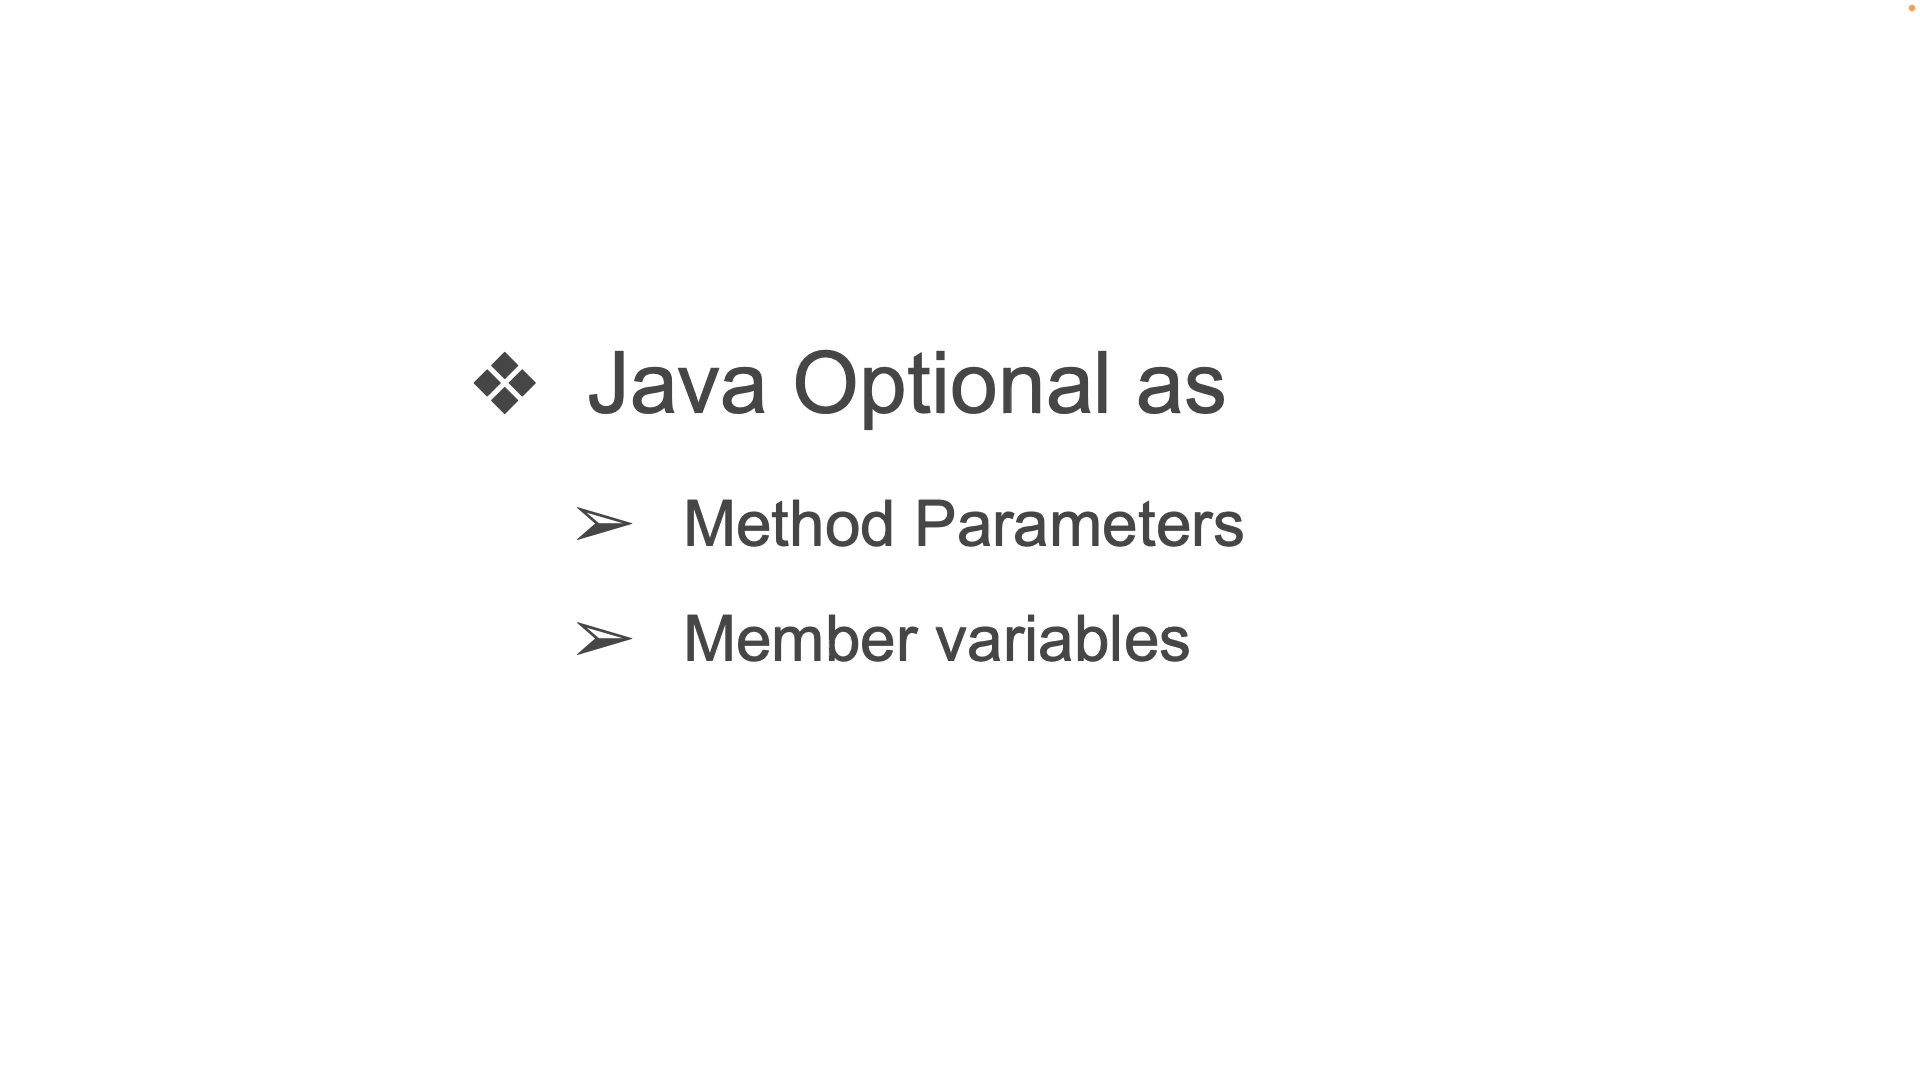 ❖ Java Optional as
➢ Method Parameters
➢ Member variables